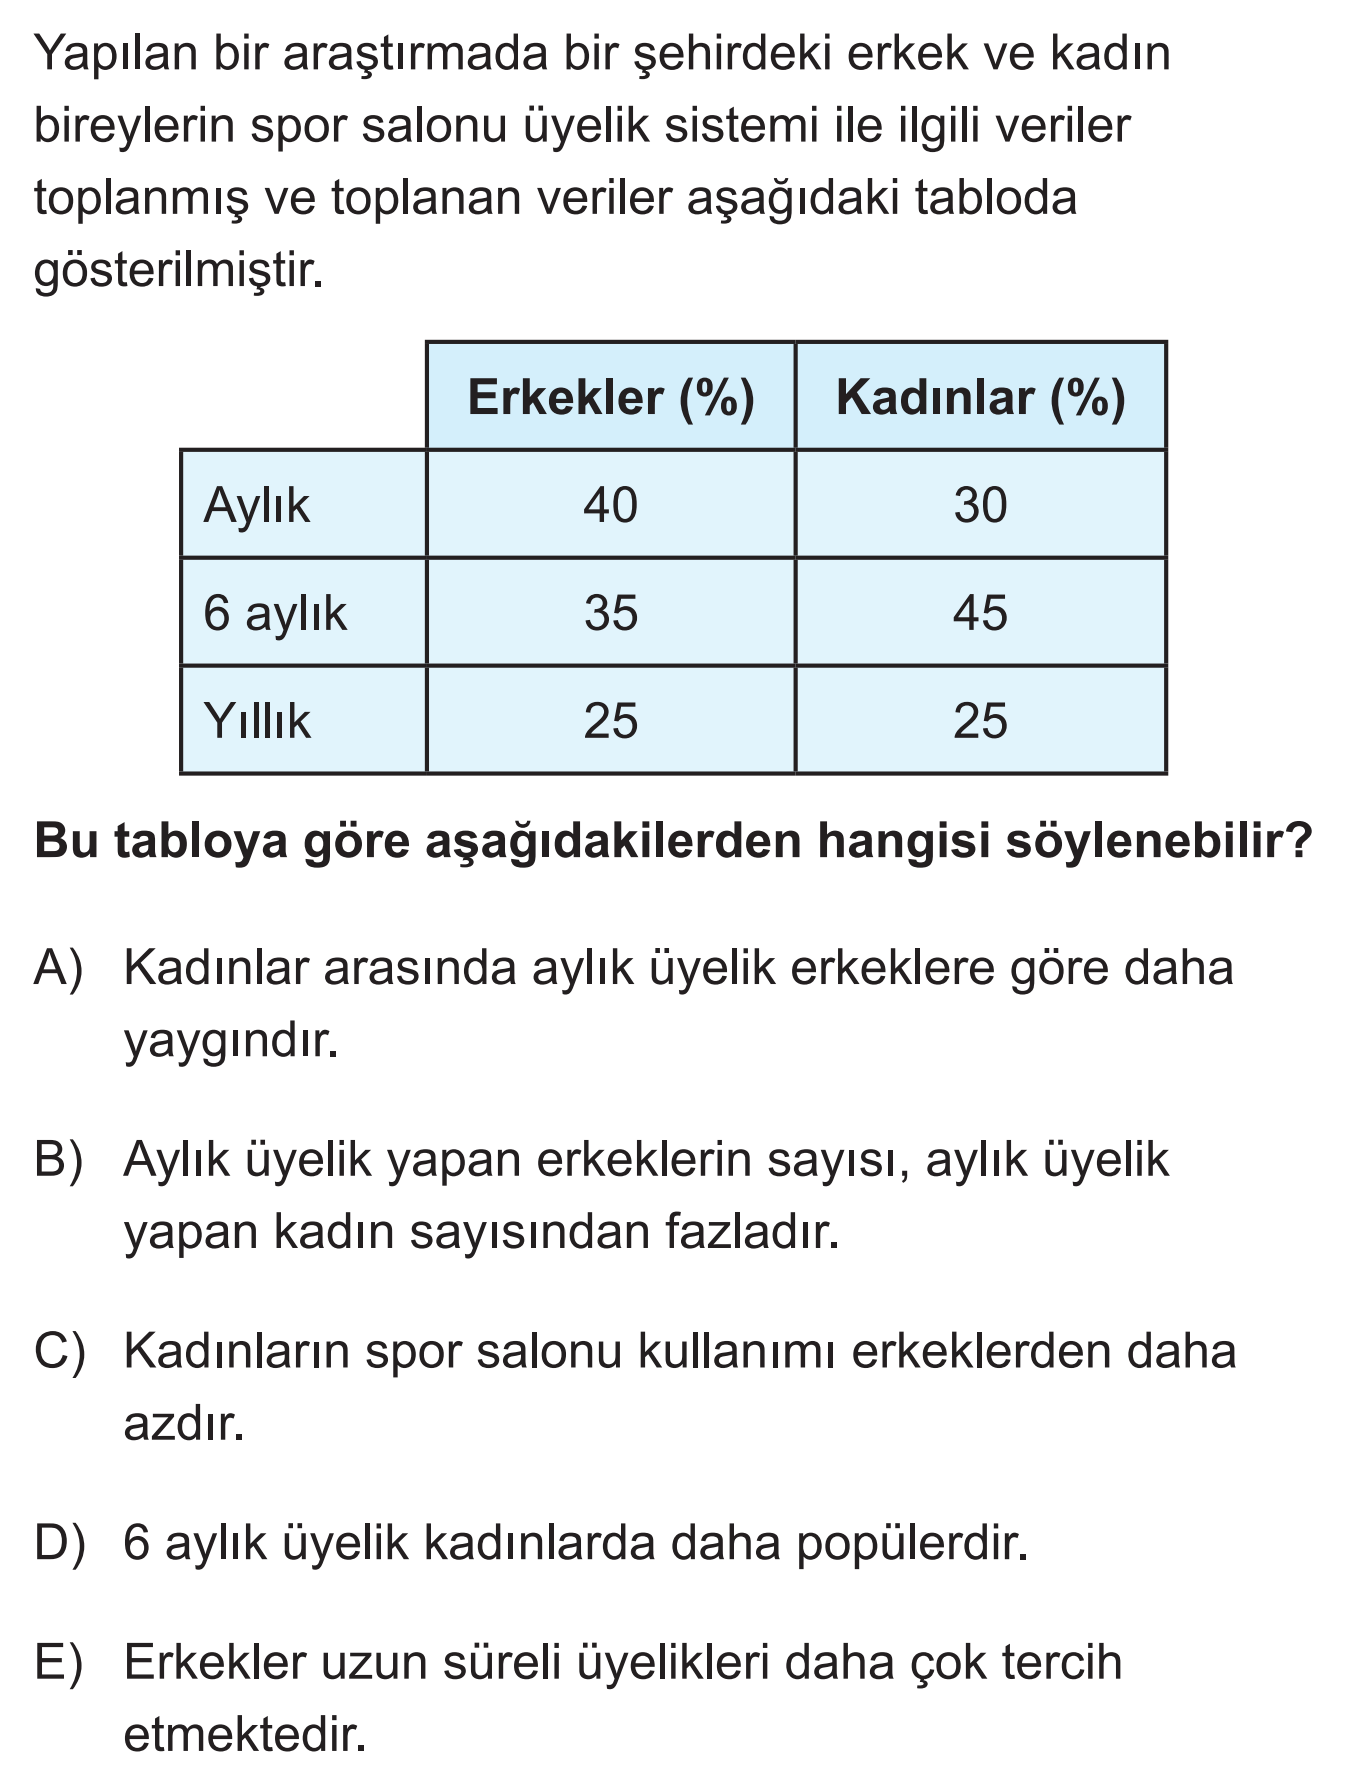 Yapılan bir araştırmada bir şehirdeki erkek ve kadın
bireylerin spor salonu üyelik sistemi ile ilgili veriler
toplanmış ve toplanan veriler aşağıdaki tabloda
gösterilmiştir.
Erkekler (%) Kadınlar (%)
Aylık 40 30
6 aylık 35 45
Yıllık 25 25
Bu tabloya göre aşağıdakilerden hangisi söylenebilir?
A) Kadınlar arasında aylık üyelik erkeklere göre daha
yaygındır.
B) Aylık üyelik yapan erkeklerin sayısı, aylık üyelik
yapan kadın sayısından fazladır.
C) Kadınların spor salonu kullanımı erkeklerden daha
azdır.
D) 6 aylık üyelik kadınlarda daha popülerdir.
E) Erkekler uzun süreli üyelikleri daha çok tercih
etmektedir.